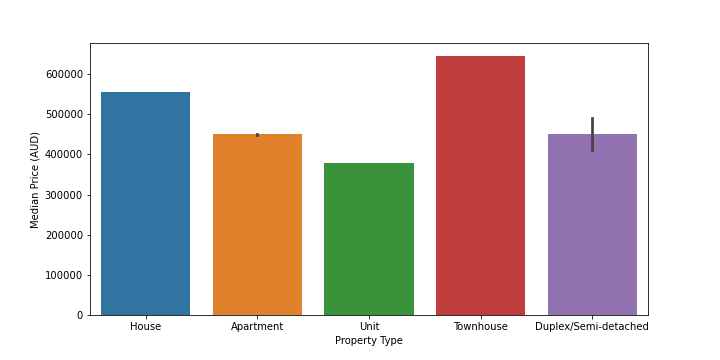 Median Price (AUD)
600000
500000
400000
300000
200000
100000
0
House Apartment Unit Townhouse Duplex/Semi-detached
Property Type